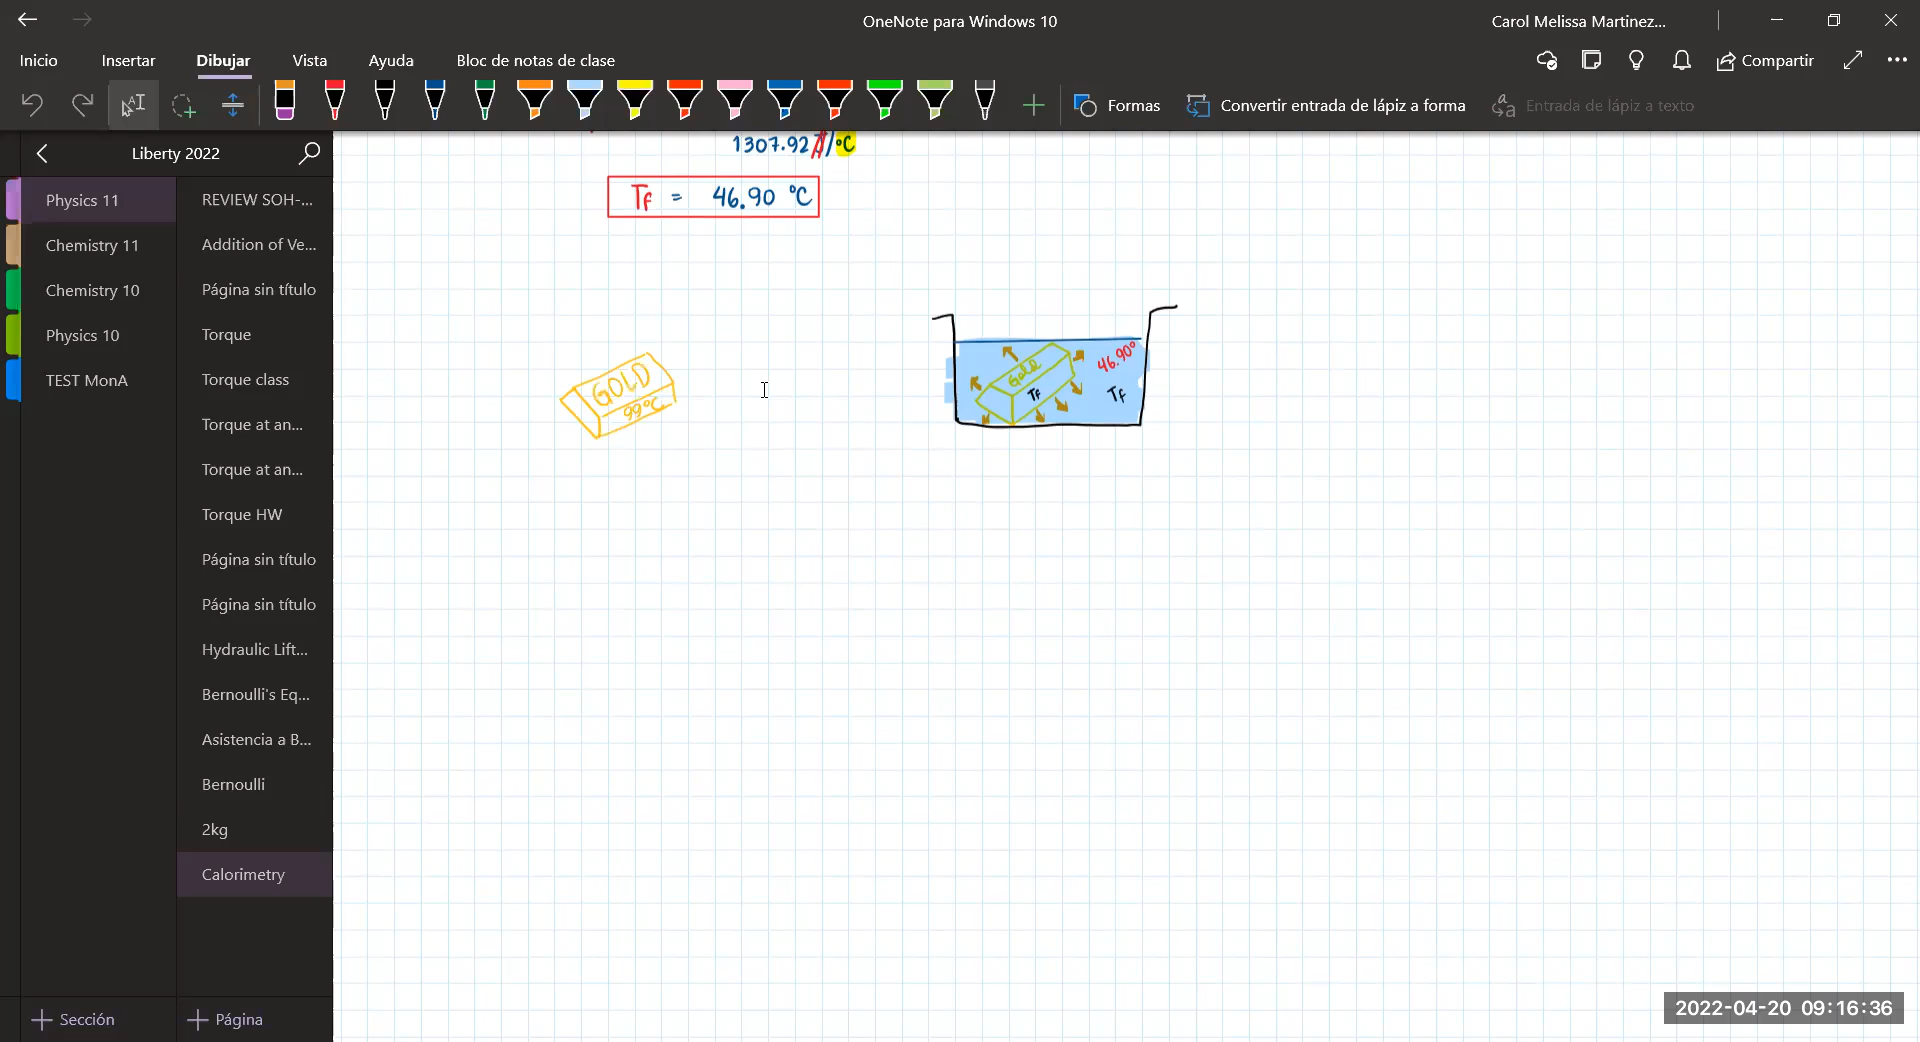 OneNote para Windows 10
Carol Melissa Martinez...
Inicio
Insertar
Dibujar
Vista
Ayuda
Bloc de notas de clase
Compartir
Formas
Convertir entrada de lápiz a forma
Entrada de lápiz a texto
Liberty 2022
Physics 11
Chemistry 11
Chemistry 10
Physics 10
TEST MonA
REVIEW SOH-...
Addition of Ve...
Página sin título
Torque
Torque class
Torque at an...
Torque at an...
Torque HW
Página sin título
Página sin título
Hydraulic Lift...
Bernoulli's Eq...
Asistencia a B...
Bernoulli
2kg
Calorimetry
Sección
Página
1307.92 J/°C
Tf = 46.90 °C
GOLD
99°C
Gold
Tf
46.90°
Tf
2022-04-20 09:16:36